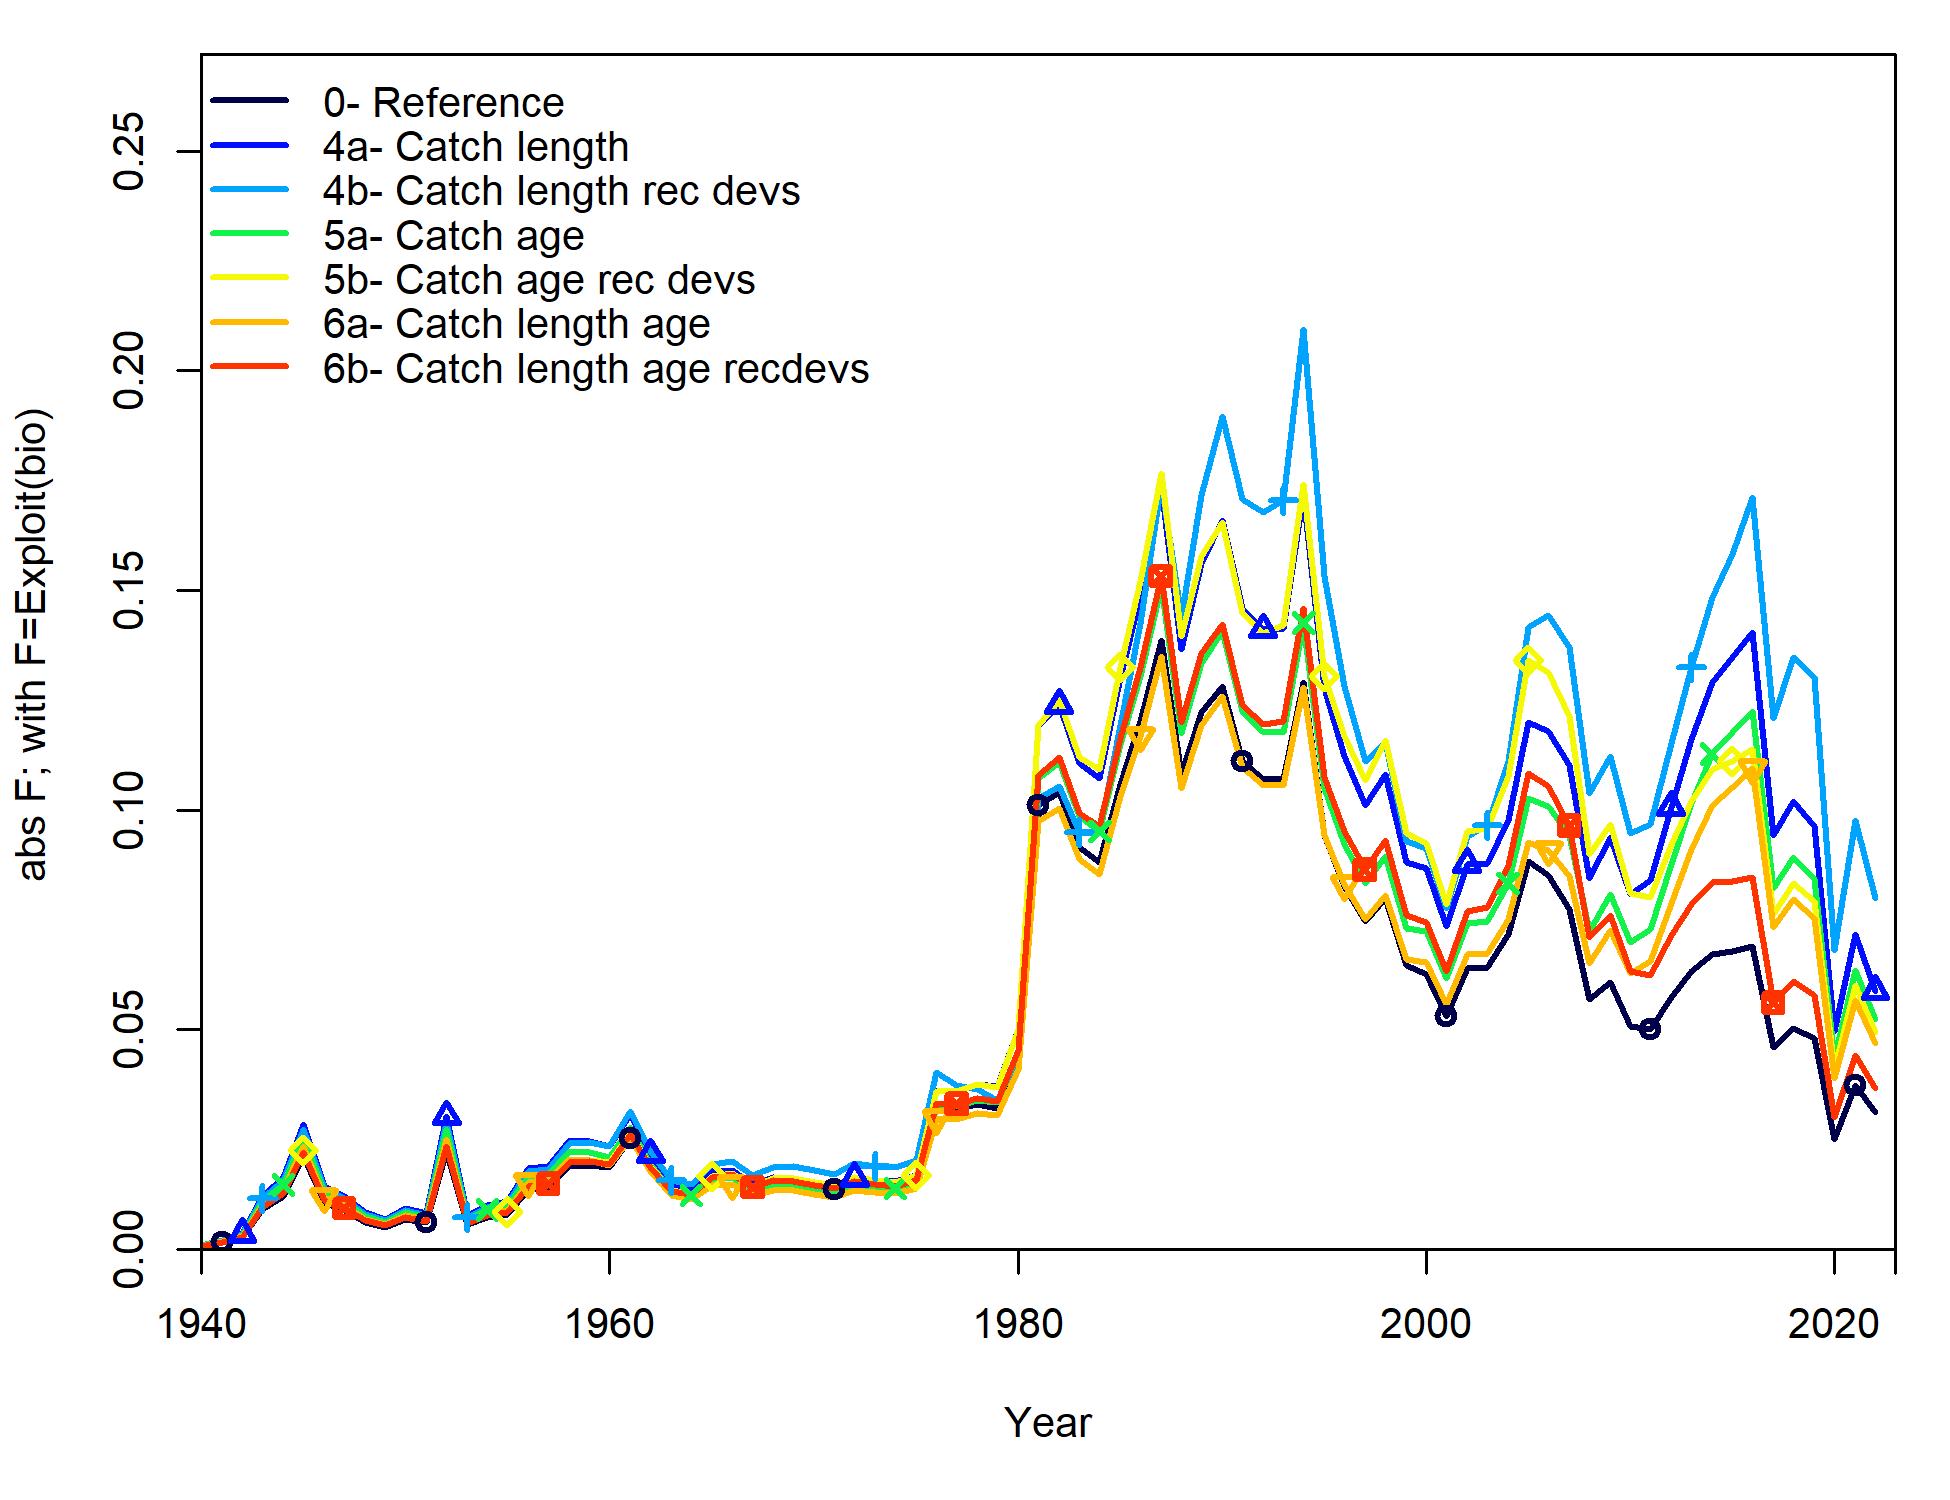 0- Reference
4a- Catch length
4b- Catch length rec devs
5a- Catch age
5b- Catch age rec devs
6a- Catch length age
6b- Catch length age recdevs
abs F; with F=Exploit(bio)
0.25
0.20
0.15
0.10
0.05
0.00
1940 1960 1980 2000 2020
Year